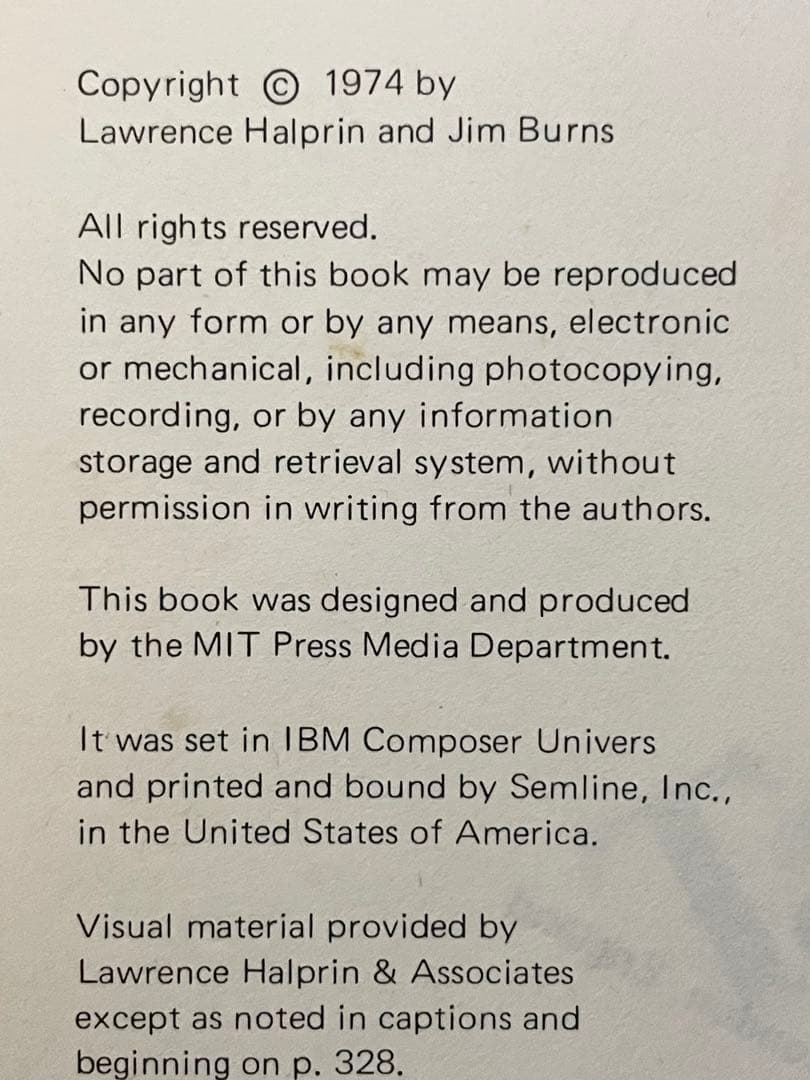 Copyright © 1974 by
Lawrence Halprin and Jim Burns
All rights reserved.
No part of this book may be reproduced
in any form or by any means, electronic
or mechanical, including photocopying,
recording, or by any information
storage and retrieval system, without
permission in writing from the authors.
This book was designed and produced
by the MIT Press Media Department.
It was set in IBM Composer Univers
and printed and bound by Semline, Inc.,
in the United States of America.
Visual material provided by
Lawrence Halprin & Associates
except as noted in captions and
beginning on p. 328.